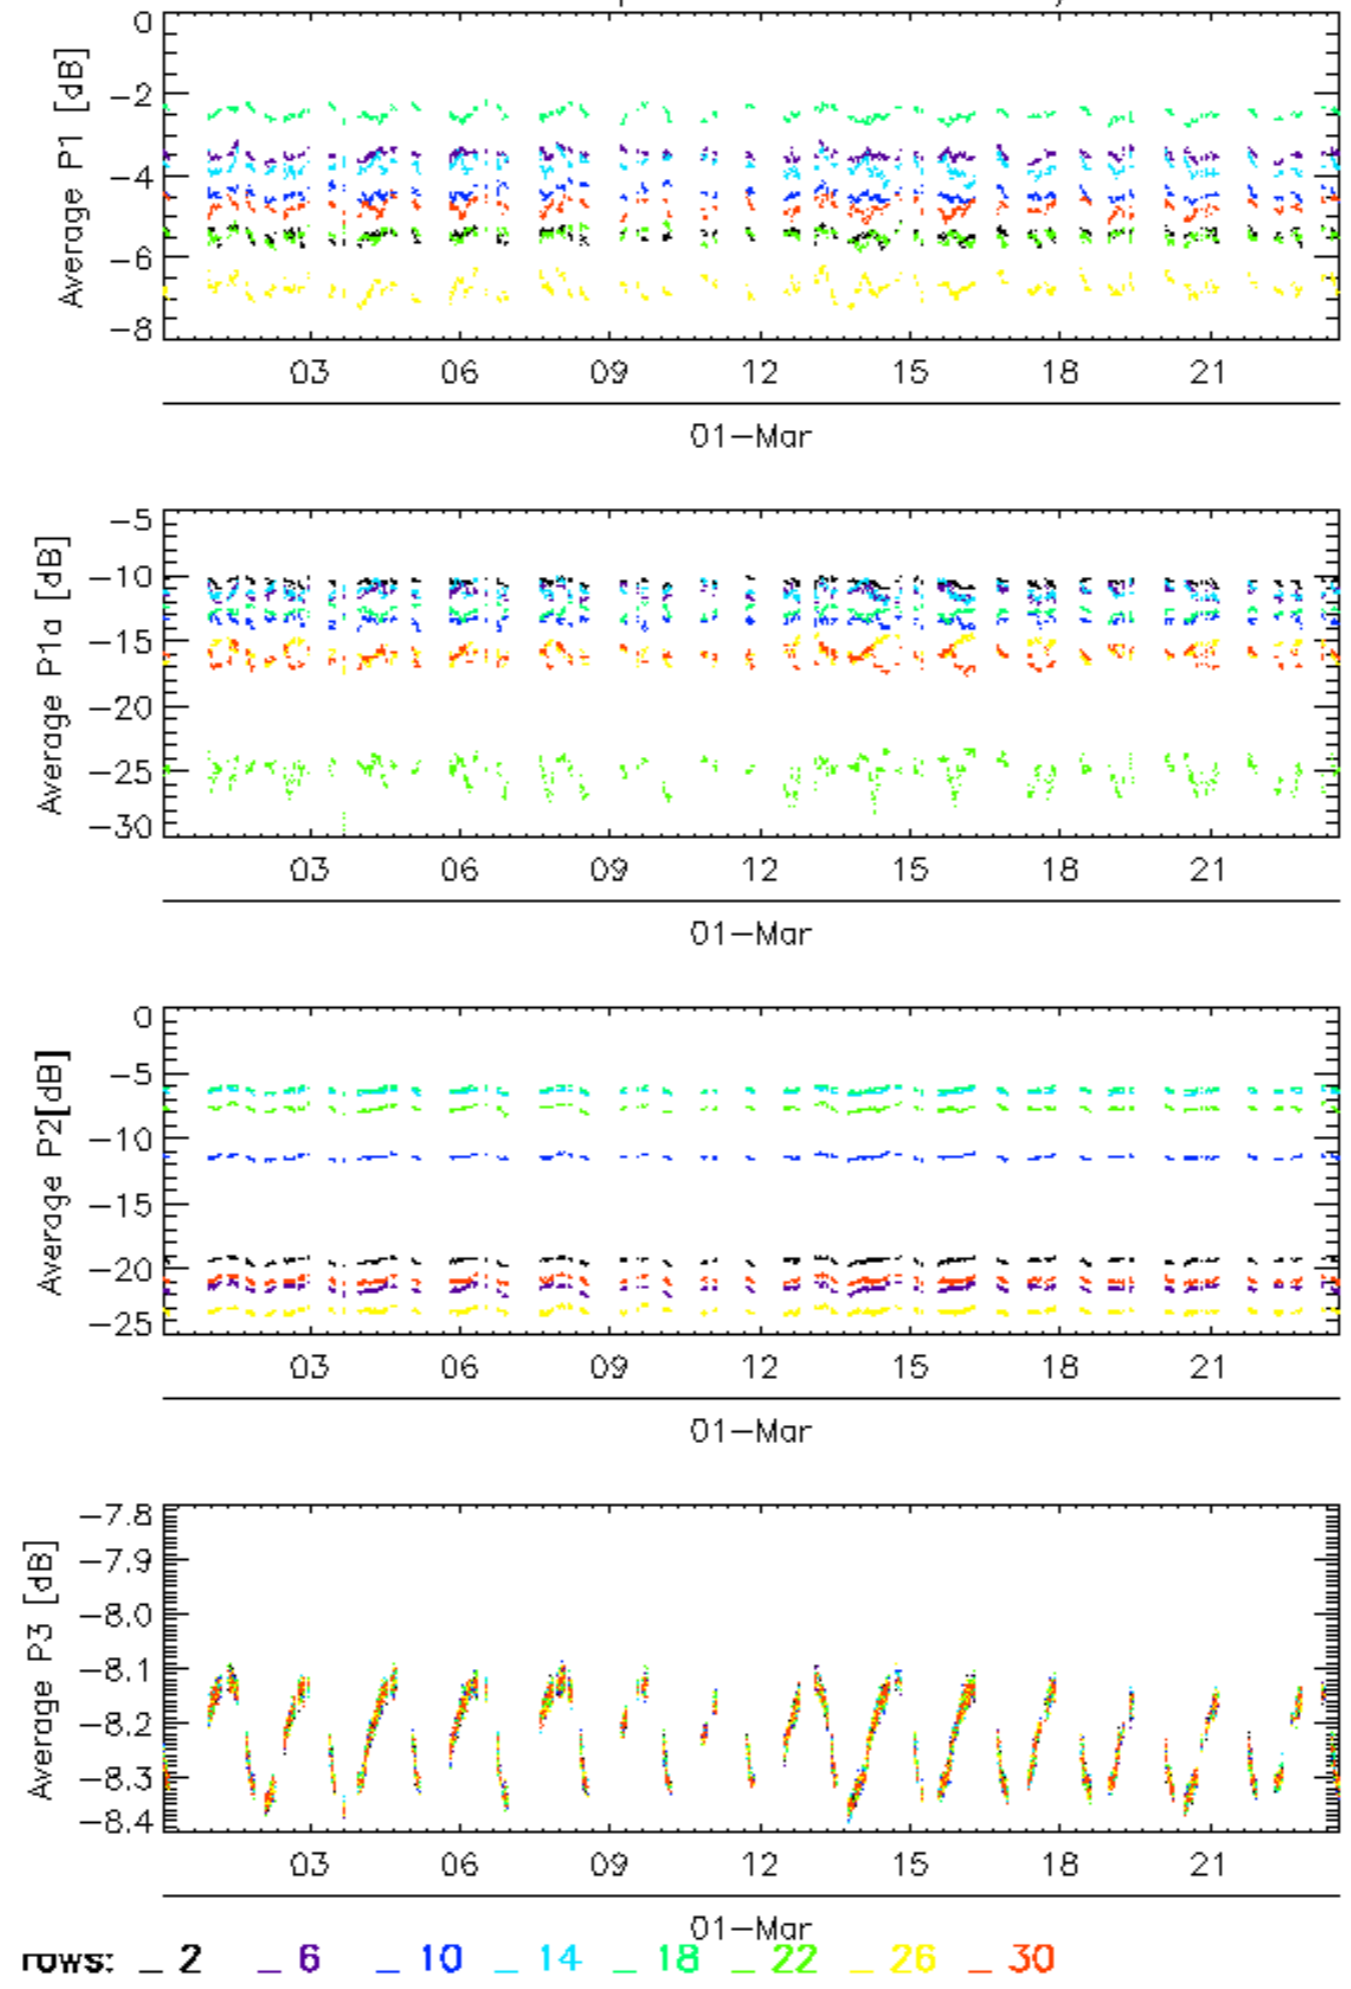 0
−2
−4
−6
−8
Average P1 [dB]
03 06 09 12 15 18 21
01−Mar
−5
−10
−15
−20
−25
−30
Average P1a [dB]
03 06 09 12 15 18 21
01−Mar
0
−5
−10
−15
−20
−25
Average P2[dB]
03 06 09 12 15 18 21
01−Mar
−7.8
−7.9
−8.0
−8.1
−8.2
−8.3
−8.4
Average P3 [dB]
03 06 09 12 15 18 21
01−Mar
rows: _ 2 _ 6 _ 10 _ 14 _ 18 _ 22 _ 26 _ 30